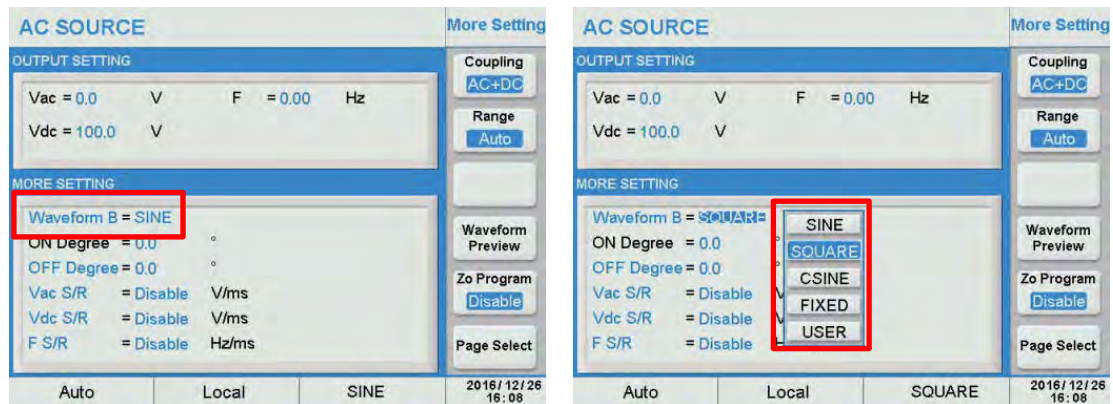 AC SOURCE
More Setting
OUTPUT SETTING
Vac = 0.0 V F = 0.00 Hz
Vdc = 100.0 V
MORE SETTING
Waveform B = SINE
ON Degree = 0.0 °
OFF Degree = 0.0 °
Vac S/R = Disable V/ms
Vdc S/R = Disable V/ms
F S/R = Disable Hz/ms
Coupling
AC+DC
Range
Auto
Waveform
Preview
Zo Program
Disable
Page Select
Auto Local SINE
2016/12/26
16:08
AC SOURCE
More Setting
OUTPUT SETTING
Vac = 0.0 V F = 0.00 Hz
Vdc = 100.0 V
MORE SETTING
Waveform B = SQUARE
ON Degree = 0.0 °
OFF Degree = 0.0 °
Vac S/R = Disable
Vdc S/R = Disable
F S/R = Disable
SINE
SQUARE
CSINE
FIXED
USER
Coupling
AC+DC
Range
Auto
Waveform
Preview
Zo Program
Disable
Page Select
Auto Local SQUARE
2016/12/26
16:08